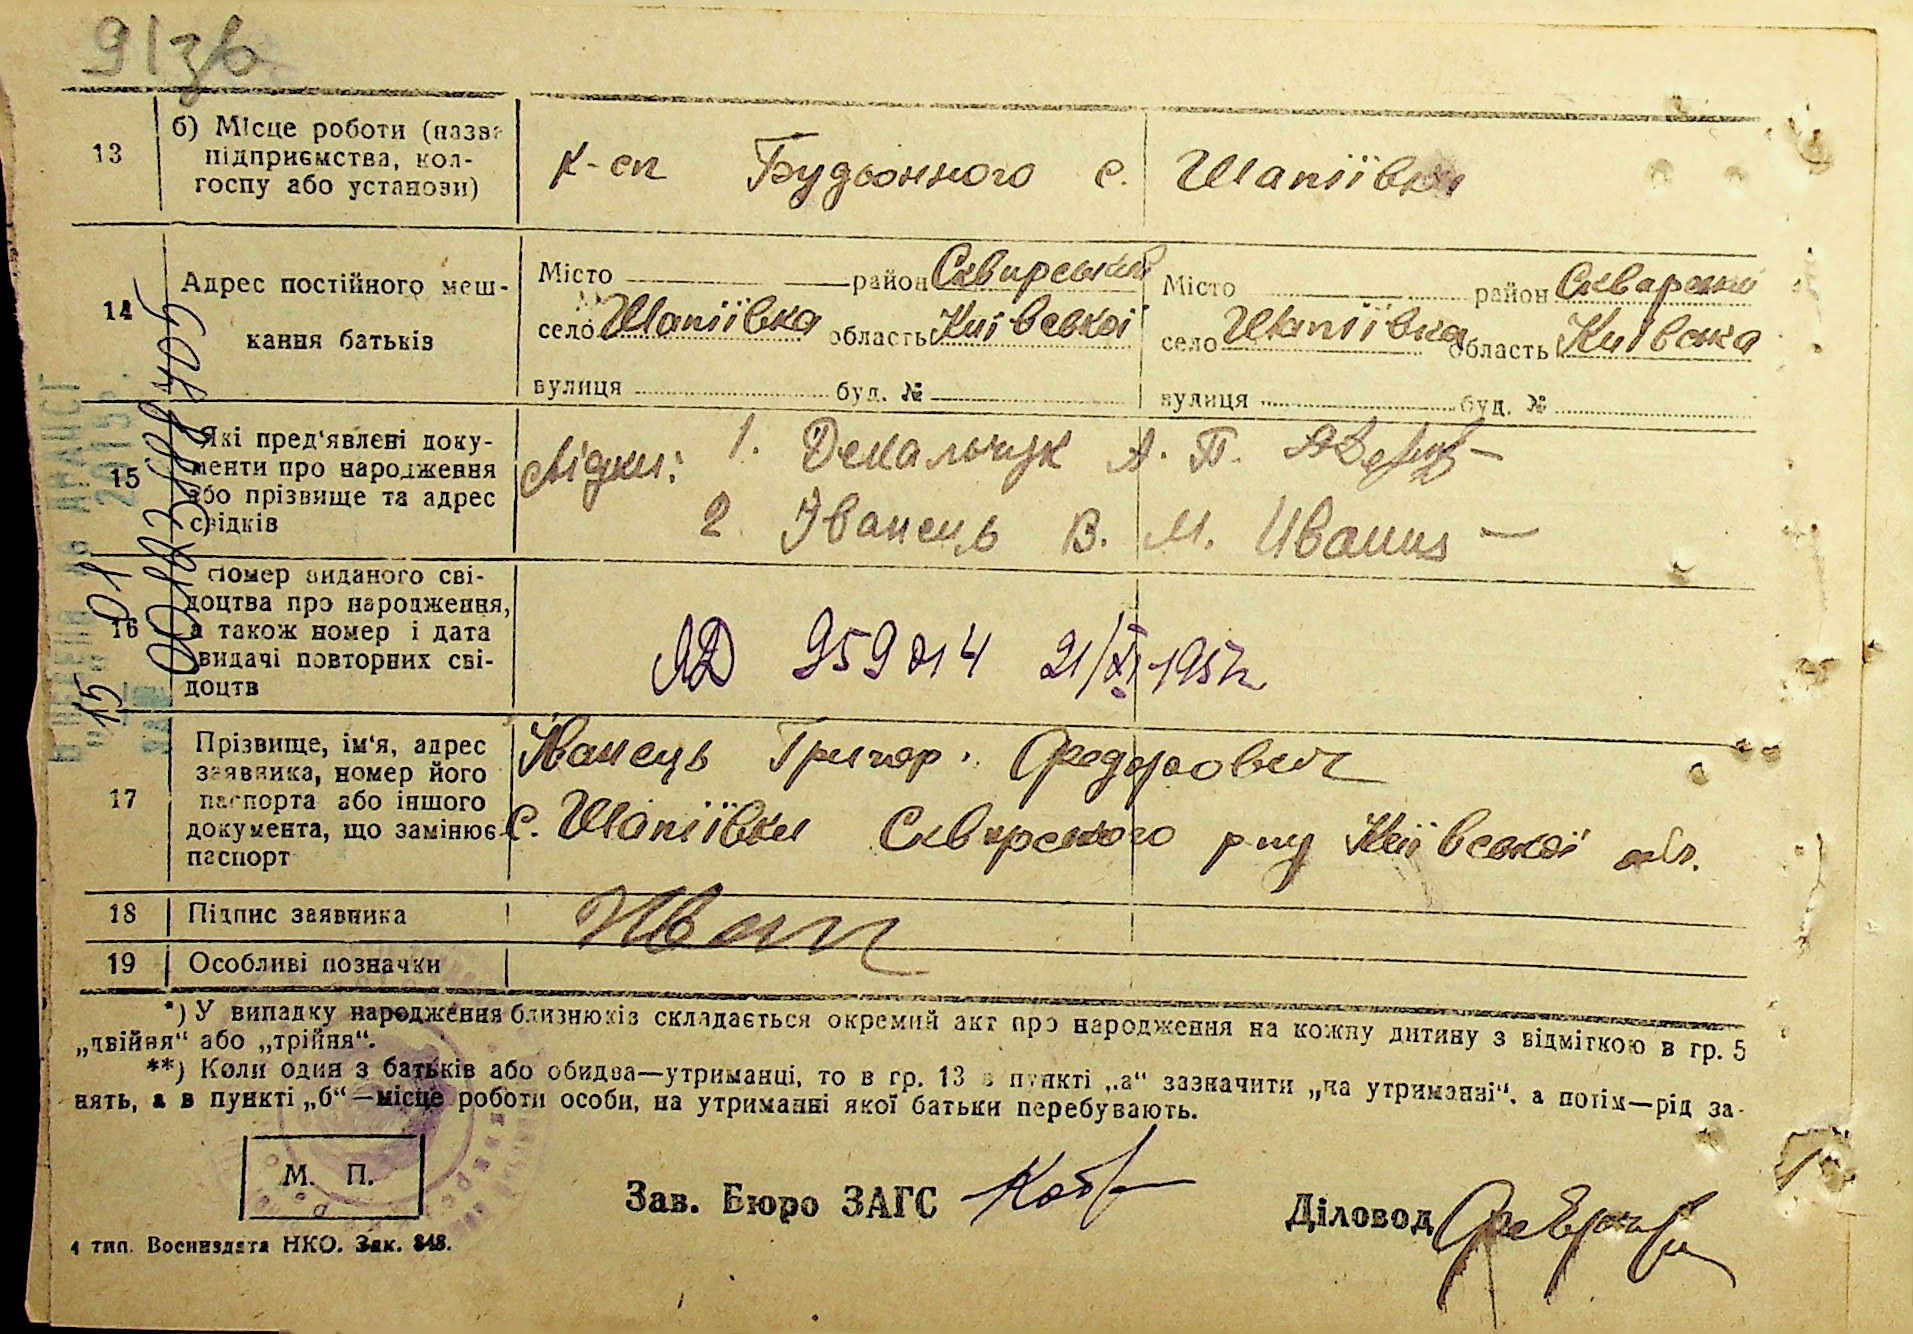 13
б) Місце роботи (назва
підприємства, кол-
госпу або установи)
к-сп Будьонного с. Шапіївки
14
Адрес постійного меш-
кання батьків
Місто район Сквирський
село Шапіївка область Київської
вулиця буд. №
Місто район
село Шапіївка область Київська
вулиця буд. №
15
Які пред'явлені доку-
менти про народження
або прізвище та адрес
свідків
свідки: 1. А. П.
2. Іванець В. М.
16
Номер виданого сві-
доцтва про народження,
а також номер і дата
видачі повторних сві-
доцтв
ЯД 21/XI-195
17
Прізвище, ім'я, адрес
заявника, номер його
паспорта або іншого
документа, що замінює
паспорт
Іванець Григор. Федорович
с. Шапіївки Сквирського р-ну Київської обл.
18
Підпис заявника
19
Особливі позначки
*) У випадку народження близнюків складається окремий акт про народження на кожну дитину з відміткою в гр. 5
„двійня“ або „трійня“.
**) Коли один з батьків або обидва—утриманці, то в гр. 13 в пункті „а“ зазначити „на утриманні“, а потім—рід за-
нять, а в пункті „б“—місце роботи особи, на утриманні якої батьки перебувають.
М. П.
Зав. Бюро ЗАГС
Діловод
4 тип. Воениздата НКО. Зак. 848.